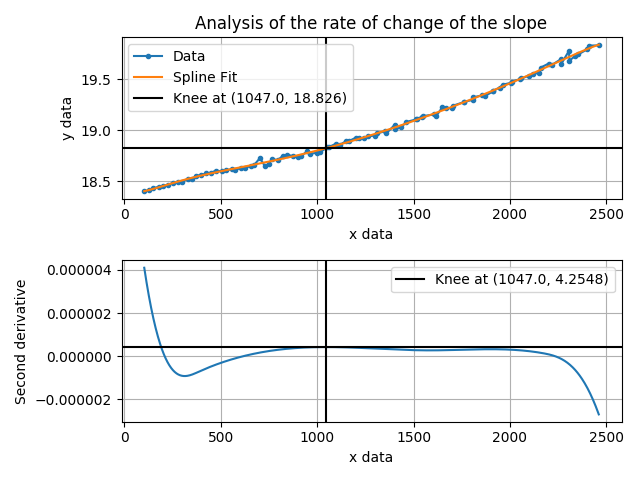 Analysis of the rate of change of the slope
Data
Spline Fit
Knee at (1047.0, 18.826)
19.5
19.0
18.5
y data
0
500
1000
1500
2000
2500
x data
Knee at (1047.0, 4.2548)
0.000004
0.000002
0.000000
−0.000002
Second derivative
0
500
1000
1500
2000
2500
x data